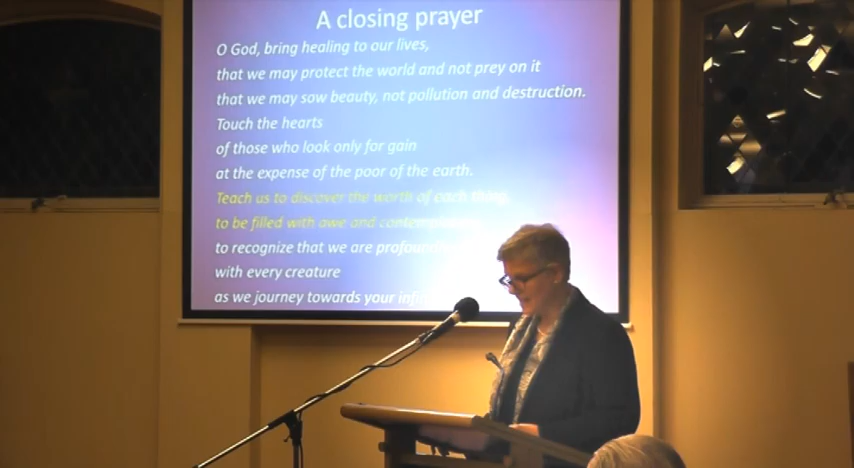 A closing prayer
O God, bring healing to our lives,
that we may protect the world and not prey on it
that we may sow beauty, not pollution and destruction.
Touch the hearts
of those who look only for gain
at the expense of the poor of the earth.
Teach us to discover the worth of each thing,
to be filled with awe and
to recognize that we are
with every creature
as we journey towards your